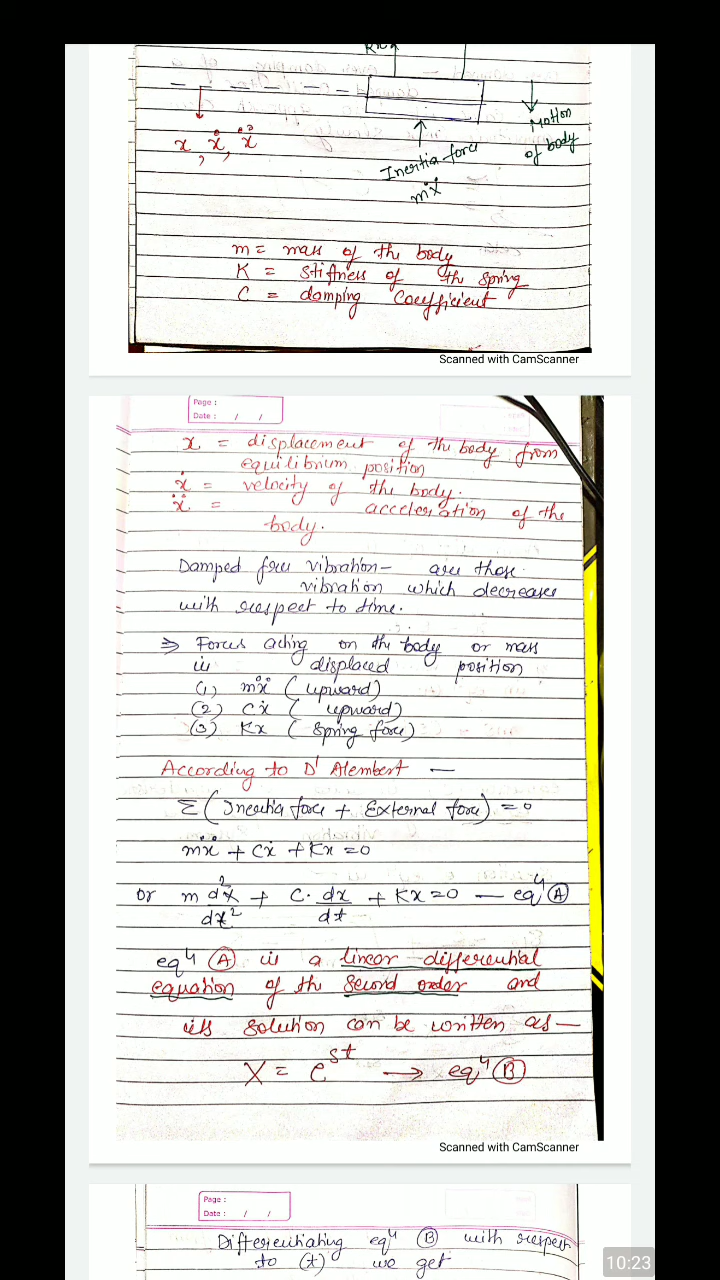 Kx
x, ẋ, ẍ
Motion
of body
Inertia force
mẍ
m = mass of the body
K = stiffness of the spring
C = damping coefficient
Scanned with CamScanner
Page :
Date : / /
x = displacement of the body from
equilibrium position
ẋ = velocity of the body.
ẍ = acceleration of the
body.
Damped free vibration - are those
vibration which decreases
with respect to time.
⇒ Forces acting on the body or mass
is displaced position
(1) mẍ (upward)
(2) Cẋ ( upward)
(3) Kx ( spring force)
According to D' Alembert —
Σ (Inertia force + External force) = 0
mẍ + Cẋ + Kx = 0
or m d²x/dx² + C. dx/dt + Kx = 0 — eqⁿ (A)
eqⁿ (A) is a linear differential
equation of the second order and
its solution can be written as —
X = e^st → eqⁿ (B)
Scanned with CamScanner
Page :
Date : / /
Differentiating eqⁿ (B) with respect
to (t) we get
10:23